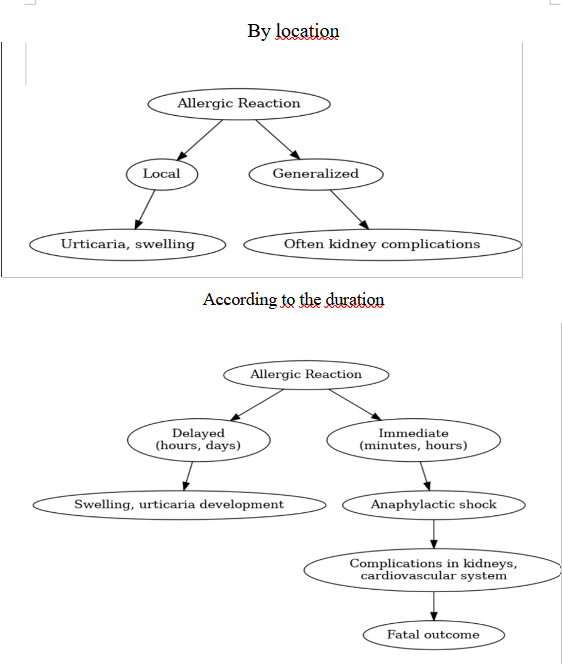 By location
Allergic Reaction
Local
Generalized
Urticaria, swelling
Often kidney complications
According to the duration
Allergic Reaction
Delayed
(hours, days)
Immediate
(minutes, hours)
Swelling, urticaria development
Anaphylactic shock
Complications in kidneys,
cardiovascular system
Fatal outcome